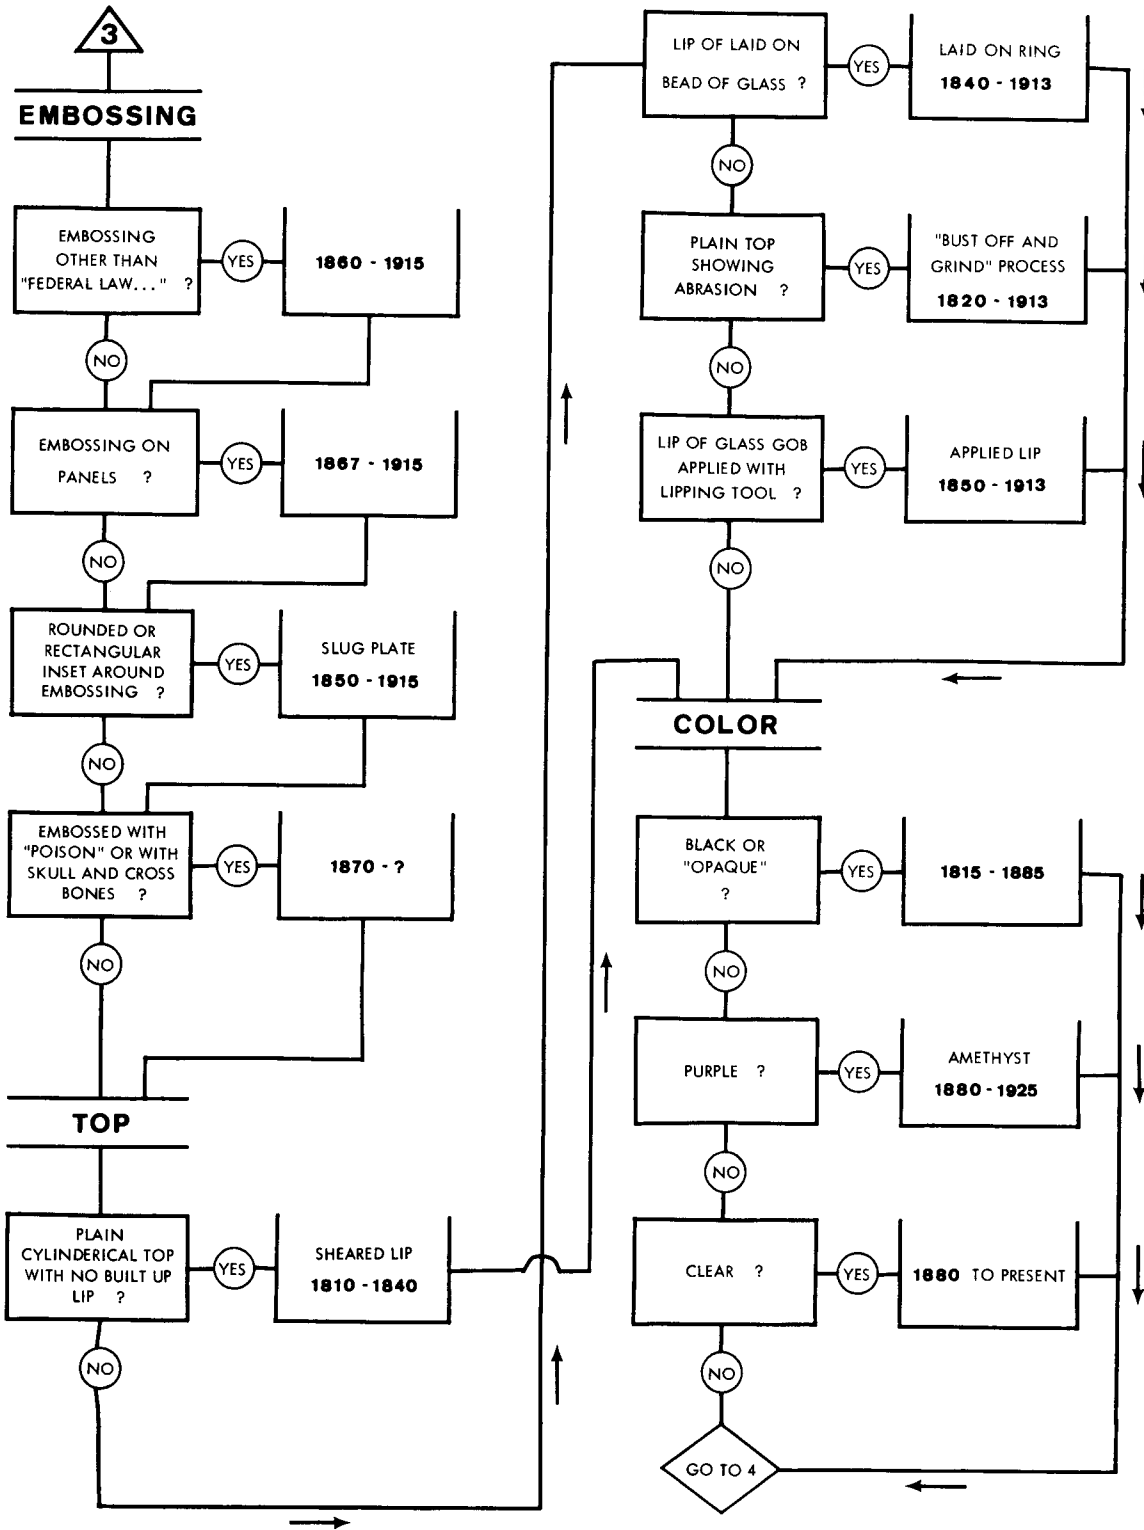 3
EMBOSSING
EMBOSSING
OTHER THAN
"FEDERAL LAW..." ?
YES
1860 - 1915
NO
EMBOSSING ON
PANELS ?
YES
1867 - 1915
NO
ROUNDED OR
RECTANGULAR
INSET AROUND
EMBOSSING ?
YES
SLUG PLATE
1850 - 1915
NO
EMBOSSED WITH
"POISON" OR WITH
SKULL AND CROSS
BONES ?
YES
1870 - ?
NO
TOP
PLAIN
CYLINDERICAL TOP
WITH NO BUILT UP
LIP ?
YES
SHEARED LIP
1810 - 1840
NO
LIP OF LAID ON
BEAD OF GLASS ?
YES
LAID ON RING
1840 - 1913
NO
PLAIN TOP
SHOWING
ABRASION ?
YES
"BUST OFF AND
GRIND" PROCESS
1820 - 1913
NO
LIP OF GLASS GOB
APPLIED WITH
LIPPING TOOL ?
YES
APPLIED LIP
1850 - 1913
NO
COLOR
BLACK OR
"OPAQUE"
?
YES
1815 - 1885
NO
PURPLE ?
YES
AMETHYST
1880 - 1925
NO
CLEAR ?
YES
1880 TO PRESENT
NO
GO TO 4